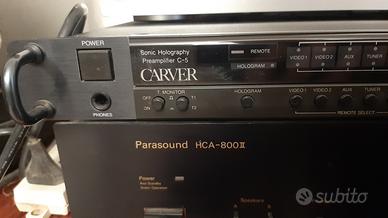 POWER
Sonic Holography
Preamplifier C-5
CARVER
REMOTE
HOLOGRAM
VIDEO 1
VIDEO 2
AUX
TUNER
T. MONITOR
OFF
ON
T1
T2
HOLOGRAM
VIDEO 1
VIDEO 2
AUX
TUNER
REMOTE SELECT
PHONES
Parasound HCA-800II
Power
Speakers
subito